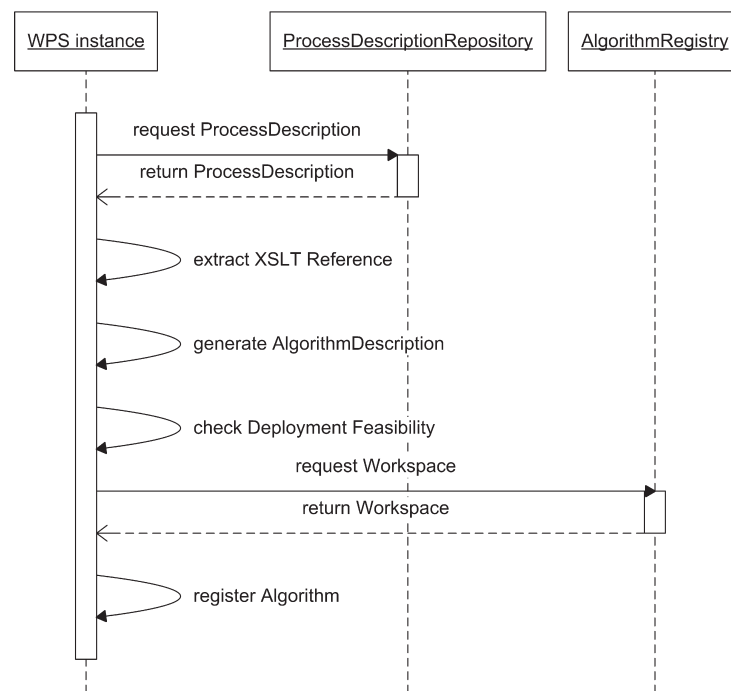 WPS instance
ProcessDescriptionRepository
AlgorithmRegistry
request ProcessDescription
return ProcessDescription
extract XSLT Reference
generate AlgorithmDescription
check Deployment Feasibility
request Workspace
return Workspace
register Algorithm